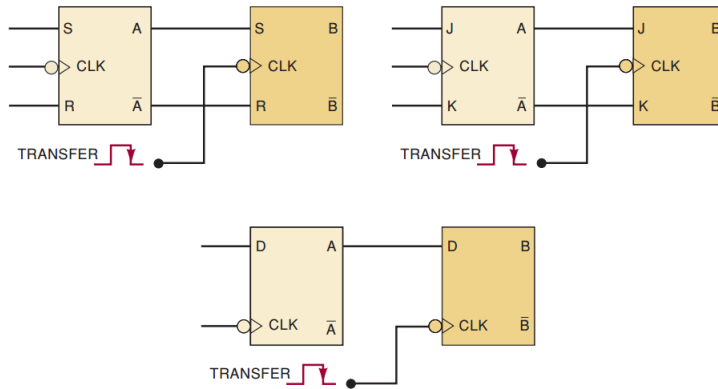 S A S B
CLK CLK
R A̅ R B̅
TRANSFER
J A J B
CLK CLK
K A̅ K B̅
TRANSFER
D A D B
CLK A̅ CLK B̅
TRANSFER